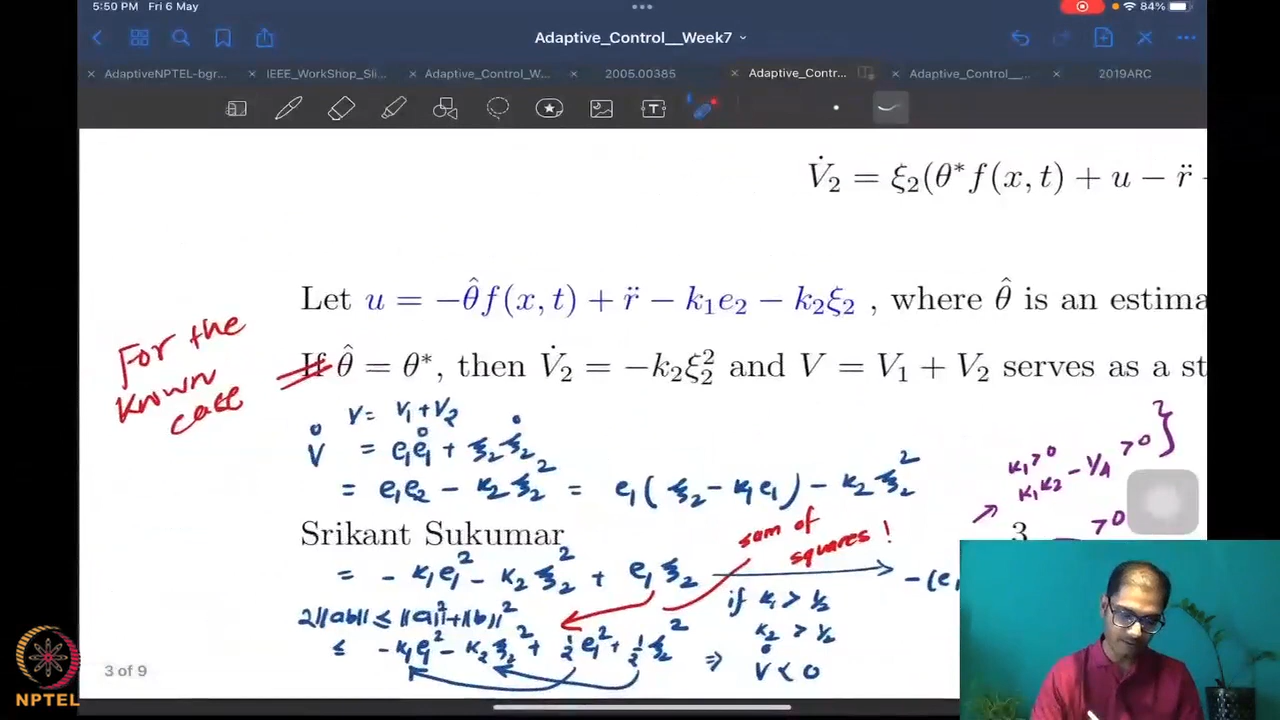 5:50 PM Fri 6 May
84%
Adaptive_Control__Week7
AdaptiveNPTEL-bgr...
IEEE_WorkShop_Sli...
Adaptive_Control_W...
2005.00385
Adaptive_Contr...
Adaptive_Control__...
2019ARC
V̇₂ = ξ₂(θ*f(x, t) + u − r̈ -
Let u = −θ̂f(x, t) + r̈ − k₁e₂ − k₂ξ₂ , where θ̂ is an estima
For the known case
If θ̂ = θ*, then V̇₂ = −k₂ξ₂² and V = V₁ + V₂ serves as a st
V = V₁ + V₂
V̇ = e₁ė₁ + ξ₂ξ̇₂
= e₁e₂ − k₂ξ₂² = e₁(ξ₂ − k₁e₁) − k₂ξ₂²
k₁ > 0
k₁k₂ − 1/4 > 0 }
> 0
Srikant Sukumar
3
sum of squares!
= − k₁e₁² − k₂ξ₂² + e₁ξ₂ → −(e₁
if k₁ > 1/2
k₂ > 1/2
2||ab|| ≤ ||a||² + ||b||²
≤ −k₁e₁² − k₂ξ₂² + ½e₁² + ½ξ₂² ⇒ V̇ < 0
3 of 9
NPTEL